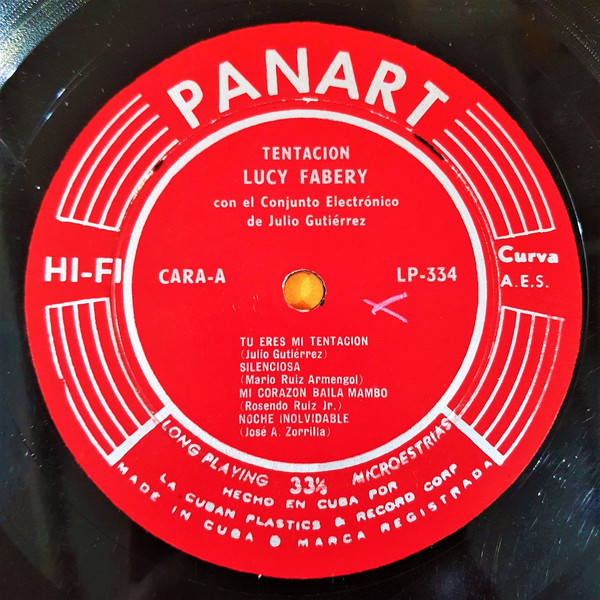 PANART
TENTACION
LUCY FABERY
con el Conjunto Electrónico
de Julio Gutiérrez
HI-FI
CARA-A
LP-334
Curva
A.E.S.
TU ERES MI TENTACION
(Julio Gutiérrez)
SILENCIOSA
(Mario Ruiz Armengol)
MI CORAZON BAILA MAMBO
(Rosendo Ruiz Jr.)
NOCHE INOLVIDABLE
(José A. Zorrilla)
LONG PLAYING 33⅓ MICROESTRIAS
HECHO EN CUBA POR
LA CUBAN PLASTICS & RECORD CORP
MADE IN CUBA MARCA REGISTRADA